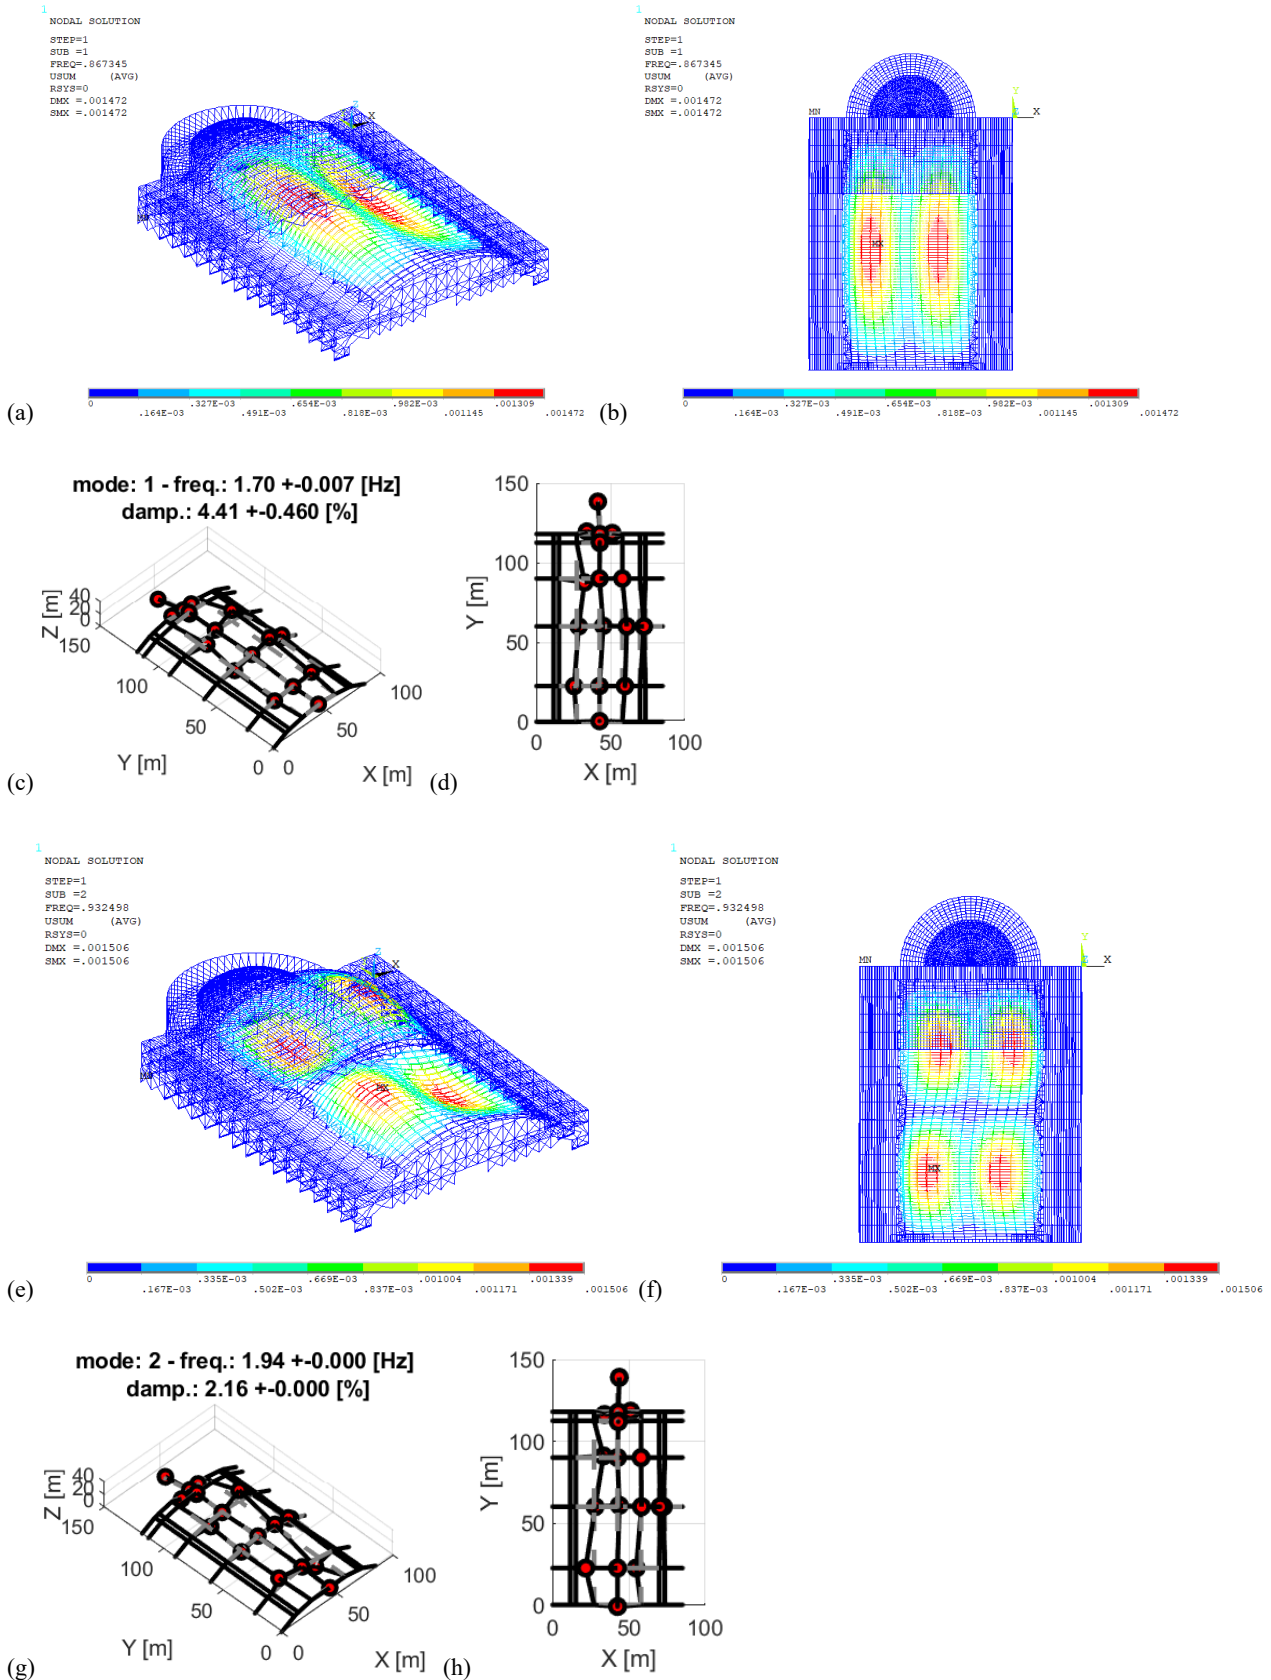 1
NODAL SOLUTION
STEP=1
SUB =1
FREQ=.867345
USUM (AVG)
RSYS=0
DMX =.001472
SMX =.001472
Z
X
MX
MN
0 .164E-03 .327E-03 .491E-03 .654E-03 .818E-03 .982E-03 .001145 .001309 .001472
(a)
1
NODAL SOLUTION
STEP=1
SUB =1
FREQ=.867345
USUM (AVG)
RSYS=0
DMX =.001472
SMX =.001472
MN
Y
Z X
MX
0 .164E-03 .327E-03 .491E-03 .654E-03 .818E-03 .982E-03 .001145 .001309 .001472
(b)
mode: 1 - freq.: 1.70 +-0.007 [Hz]
damp.: 4.41 +-0.460 [%]
Z [m]
40
20
0
150
100
50
0
Y [m]
0
50
100
X [m]
(c)
150
100
50
0
Y [m]
0 50 100
X [m]
(d)
1
NODAL SOLUTION
STEP=1
SUB =2
FREQ=.932498
USUM (AVG)
RSYS=0
DMX =.001506
SMX =.001506
Z
X
MX
MN
0 .167E-03 .335E-03 .502E-03 .669E-03 .837E-03 .001004 .001171 .001339 .001506
(e)
1
NODAL SOLUTION
STEP=1
SUB =2
FREQ=.932498
USUM (AVG)
RSYS=0
DMX =.001506
SMX =.001506
MN
Y
Z X
MX
0 .167E-03 .335E-03 .502E-03 .669E-03 .837E-03 .001004 .001171 .001339 .001506
(f)
mode: 2 - freq.: 1.94 +-0.000 [Hz]
damp.: 2.16 +-0.000 [%]
Z [m]
40
20
0
150
100
50
0
Y [m]
0
50
100
X [m]
(g)
150
100
50
0
Y [m]
0 50 100
X [m]
(h)